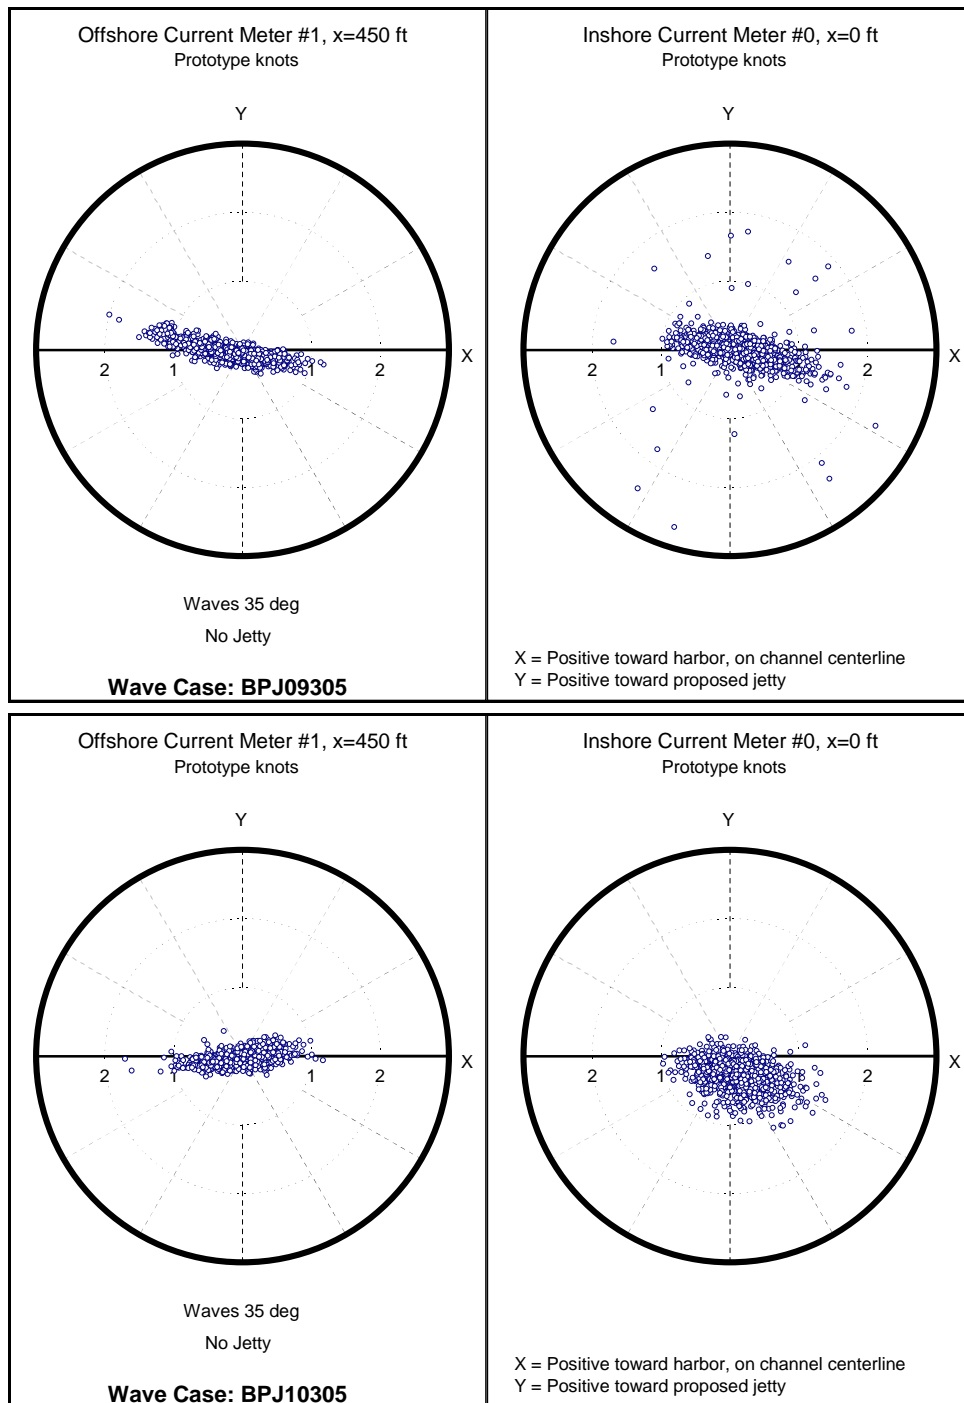 Offshore Current Meter #1, x=450 ft
Prototype knots
Y
X
2 1 1 2
Waves 35 deg
No Jetty
Wave Case: BPJ09305
Inshore Current Meter #0, x=0 ft
Prototype knots
Y
X
2 1 2
X = Positive toward harbor, on channel centerline
Y = Positive toward proposed jetty
Offshore Current Meter #1, x=450 ft
Prototype knots
Y
X
2 1 1 2
Waves 35 deg
No Jetty
Wave Case: BPJ10305
Inshore Current Meter #0, x=0 ft
Prototype knots
Y
X
2 1 1 2
X = Positive toward harbor, on channel centerline
Y = Positive toward proposed jetty